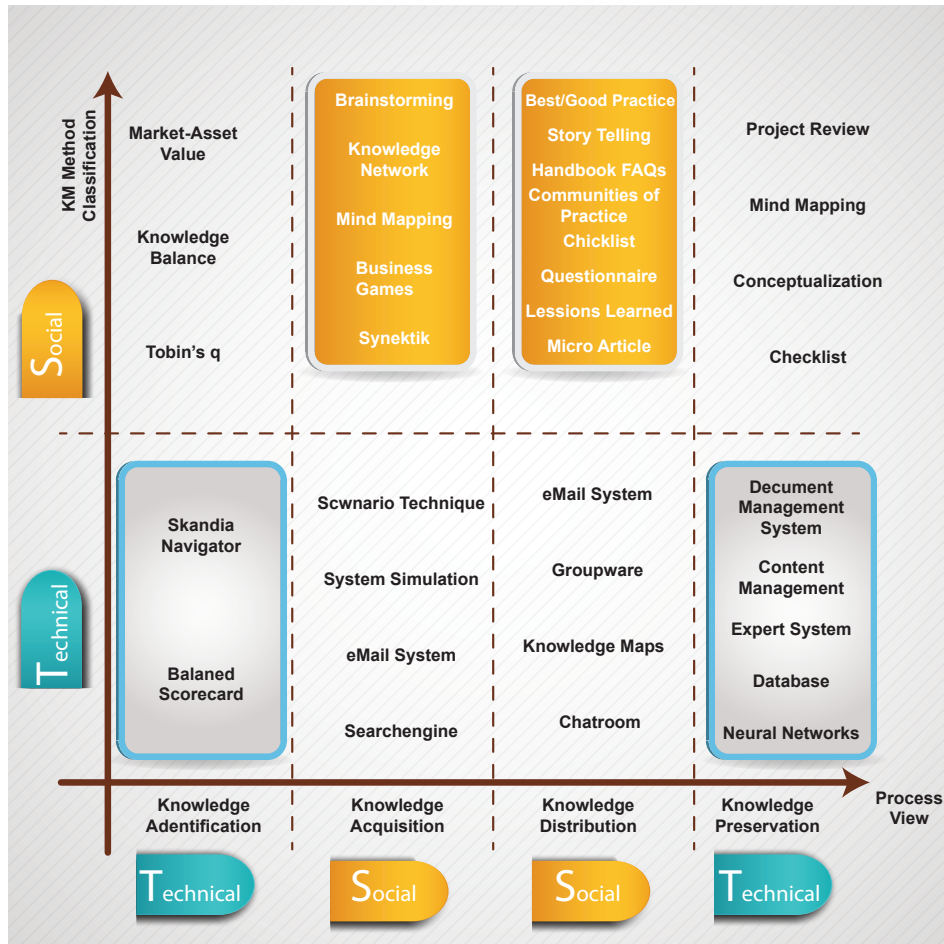 KM Method
Classification
Market-Asset
Value
Knowledge
Balance
Tobin's q
Brainstorming
Knowledge
Network
Mind Mapping
Business
Games
Synektik
Best/Good Practice
Story Telling
Handbook FAQs
Communities of
Practice
Chicklist
Questionnaire
Lessions Learned
Micro Article
Project Review
Mind Mapping
Conceptualization
Checklist
Social
Technical
Skandia
Navigator
Balaned
Scorecard
Scwnario Technique
System Simulation
eMail System
Searchengine
eMail System
Groupware
Knowledge Maps
Chatroom
Decument
Management
System
Content
Management
Expert System
Database
Neural Networks
Knowledge
Adentification
Knowledge
Acquisition
Knowledge
Distribution
Knowledge
Preservation
Process
View
Technical
Social
Social
Technical